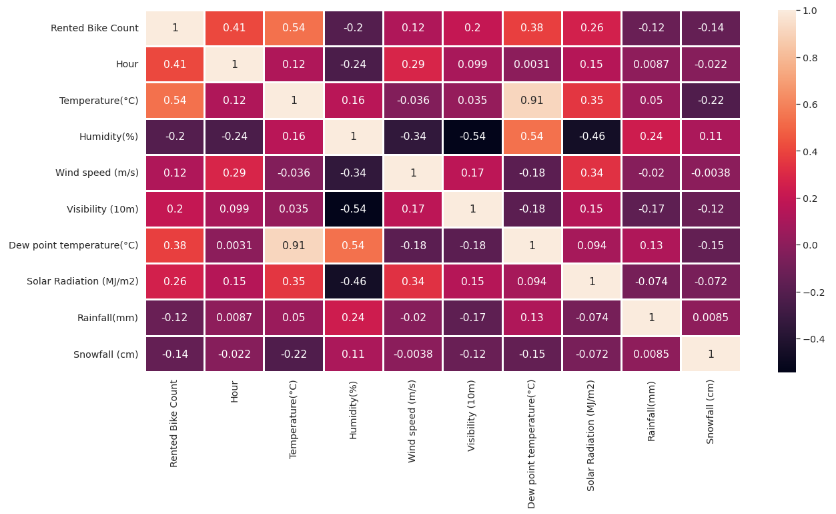 Rented Bike Count 1 0.41 0.54 -0.2 0.12 0.2 0.38 0.26 -0.12 -0.14
Hour 0.41 1 0.12 -0.24 0.29 0.099 0.0031 0.15 0.0087 -0.022
Temperature(°C) 0.54 0.12 1 0.16 -0.036 0.035 0.91 0.35 0.05 -0.22
Humidity(%) -0.2 -0.24 0.16 1 -0.34 -0.54 0.54 -0.46 0.24 0.11
Wind speed (m/s) 0.12 0.29 -0.036 -0.34 1 0.17 -0.18 0.34 -0.02 -0.0038
Visibility (10m) 0.2 0.099 0.035 -0.54 0.17 1 -0.18 0.15 -0.17 -0.12
Dew point temperature(°C) 0.38 0.0031 0.91 0.54 -0.18 -0.18 1 0.094 0.13 -0.15
Solar Radiation (MJ/m2) 0.26 0.15 0.35 -0.46 0.34 0.15 0.094 1 -0.074 -0.072
Rainfall(mm) -0.12 0.0087 0.05 0.24 -0.02 -0.17 0.13 -0.074 1 0.0085
Snowfall (cm) -0.14 -0.022 -0.22 0.11 -0.0038 -0.12 -0.15 -0.072 0.0085 1
Rented Bike Count
Hour
Temperature(°C)
Humidity(%)
Wind speed (m/s)
Visibility (10m)
Dew point temperature(°C)
Solar Radiation (MJ/m2)
Rainfall(mm)
Snowfall (cm)
1.0
0.8
0.6
0.4
0.2
0.0
−0.2
−0.4